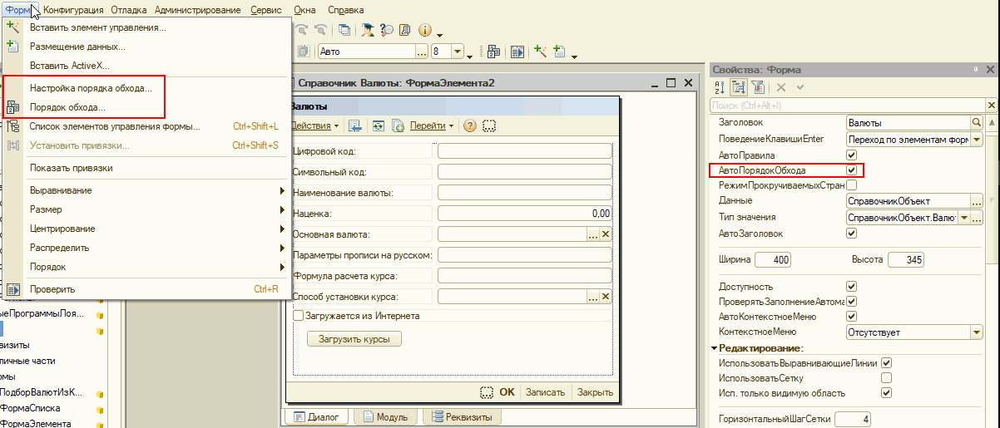 Форма Конфигурация Отладка Администрирование Сервис Окна Справка
Вставить элемент управления...
Размещение данных...
Вставить ActiveX...
Настройка порядка обхода...
Порядок обхода...
Список элементов управления формы... Ctrl+Shift+L
Установить привязки... Ctrl+Shift+S
Показать привязки
Выравнивание
Размер
Центрирование
Распределить
Порядок
Проверить Ctrl+R
ыеПрограммыЛоя...
визиты
личные части
рмы
ПодборВалютИзК...
ФормаСписка
ФормаЭлемента
Авто
8
Справочник Валюты: ФормаЭлемента2
Валюты
Действия Перейти
Цифровой код:
Символьный код:
Наименование валюты:
Наценка: 0,00
Основная валюта:
Параметры прописи на русском:
Формула расчета курса:
Способ установки курса:
Загружается из Интернета
Загрузить курсы
OK Записать Закрыть
Диалог Модуль Реквизиты
Свойства: Форма
Поиск (Ctrl+Alt+I)
Заголовок Валюты
ПоведениеКлавишиEnter Переход по элементам форм
АвтоПравила
АвтоПорядокОбхода
РежимПрокручиваемыхСтран
Данные СправочникОбъект
Тип значения СправочникОбъект.Валют
АвтоЗаголовок
Ширина 400 Высота 345
Доступность
ПроверятьЗаполнениеАвтома
АвтоКонтекстноеМеню
КонтекстноеМеню Отсутствует
Редактирование:
ИспользоватьВыравнивающиеЛинии
ИспользоватьСетку
Исп. только видимую область
ГоризонтальныйШагСетки 4